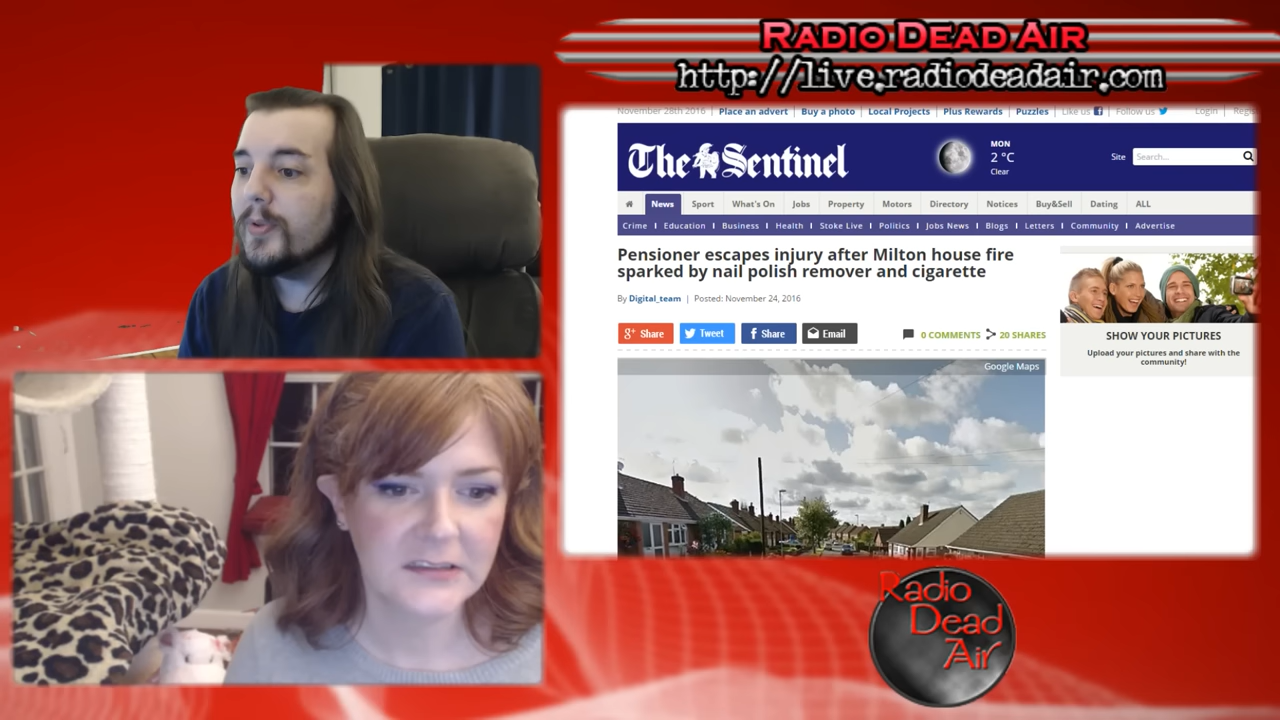 Radio Dead Air
http://live.radiodeadair.com
November 28th 2016 | Place an advert | Buy a photo | Local Projects | Plus Rewards | Puzzles | Like us | Follow us | Login
The Sentinel
MON
2 °C
Clear
Site Search...
News Sport What's On Jobs Property Motors Directory Notices Buy&Sell Dating ALL
Crime | Education | Business | Health | Stoke Live | Politics | Jobs News | Blogs | Letters | Community | Advertise
Pensioner escapes injury after Milton house fire
sparked by nail polish remover and cigarette
By Digital_team | Posted: November 24, 2016
g+ Share Tweet f Share Email 0 COMMENTS 20 SHARES
Google Maps
SHOW YOUR PICTURES
Upload your pictures and share with the
community!
Radio
Dead
Air